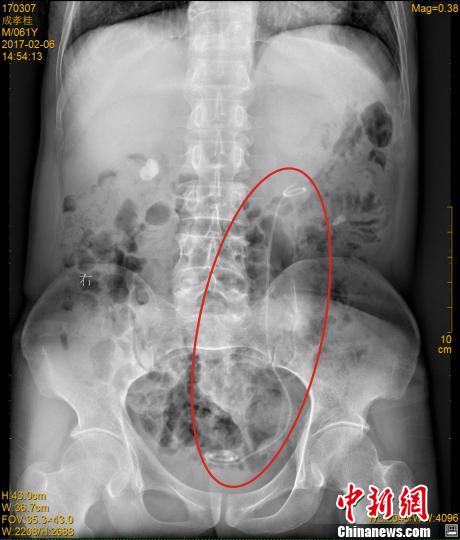 170307
Mag=0.38
成孝桂
M/061Y
2017-02-06
14:54:13
右
10
cm
H:43.0cm
W:36.7cm
FOV:35.3×43.0
W:2208/H:2688
中新網
Chinanews.com